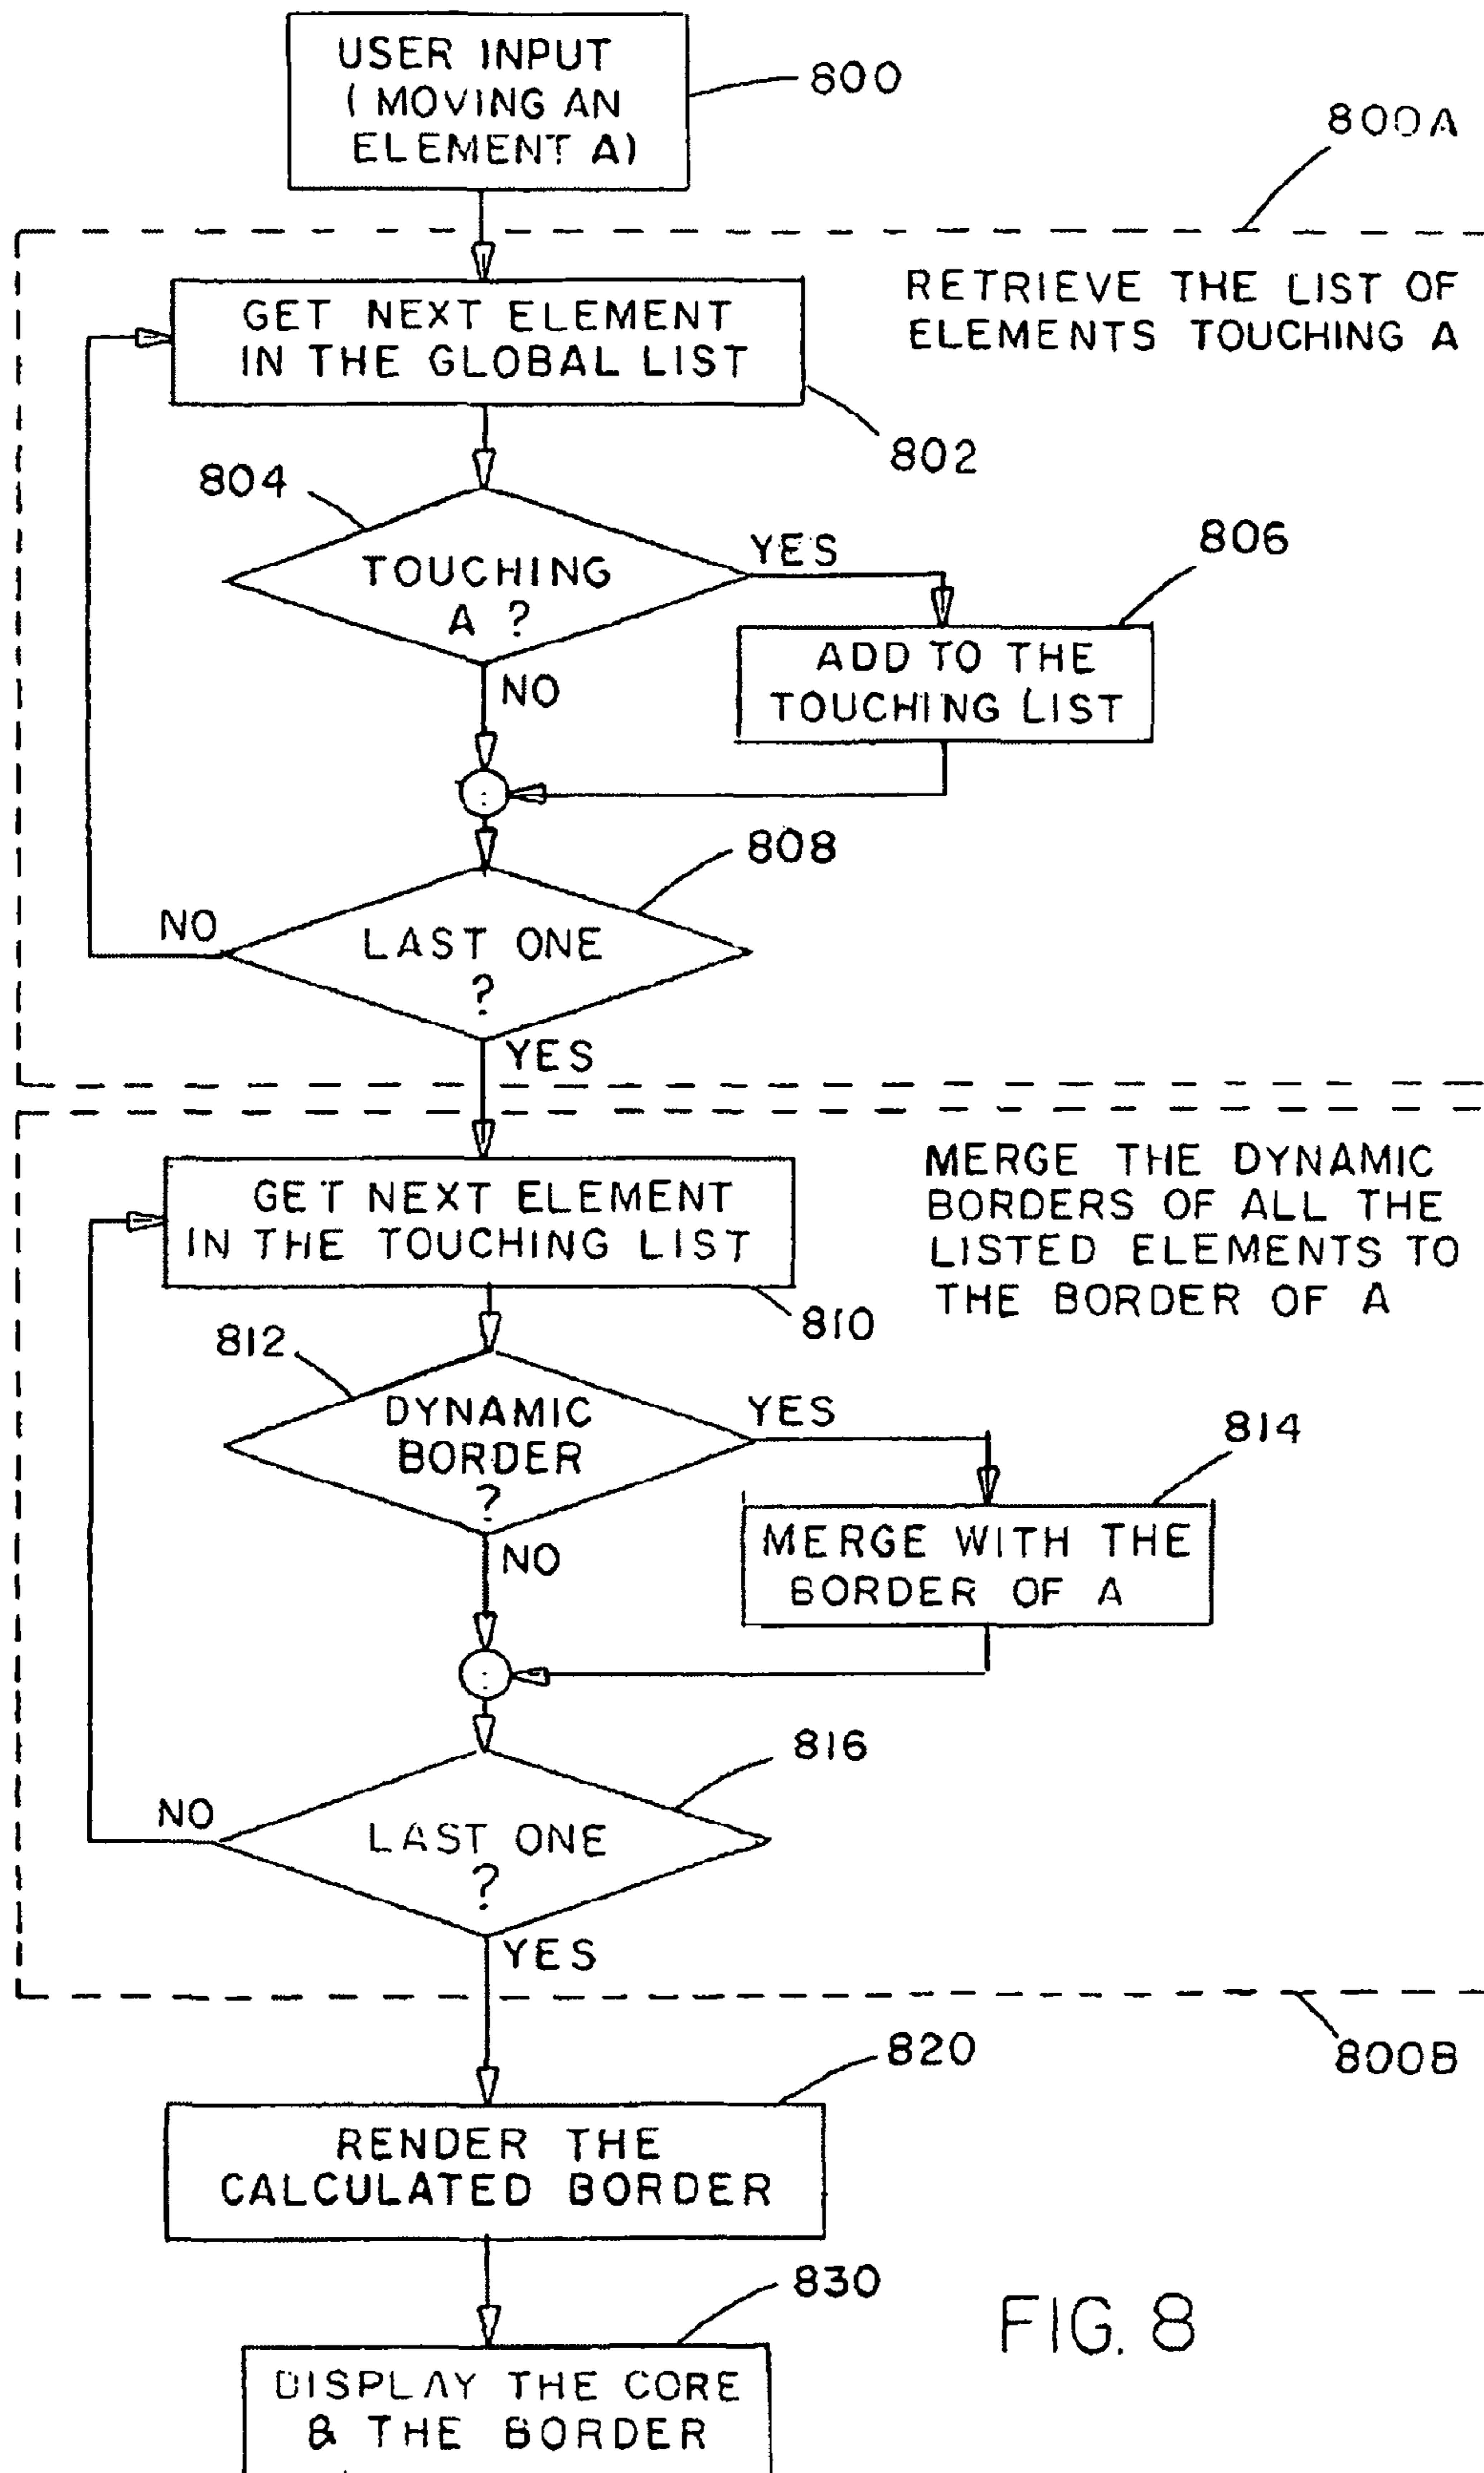 USER INPUT
( MOVING AN
ELEMENT A)
800
800A
RETRIEVE THE LIST OF
ELEMENTS TOUCHING A
GET NEXT ELEMENT
IN THE GLOBAL LIST
802
804
TOUCHING
A ?
YES
806
ADD TO THE
TOUCHING LIST
NO
808
LAST ONE
?
NO
YES
MERGE THE DYNAMIC
BORDERS OF ALL THE
LISTED ELEMENTS TO
THE BORDER OF A
GET NEXT ELEMENT
IN THE TOUCHING LIST
810
812
DYNAMIC
BORDER
?
YES
814
MERGE WITH THE
BORDER OF A
NO
816
LAST ONE
?
NO
YES
800B
820
RENDER THE
CALCULATED BORDER
830
DISPLAY THE CORE
& THE BORDER
FIG. 8